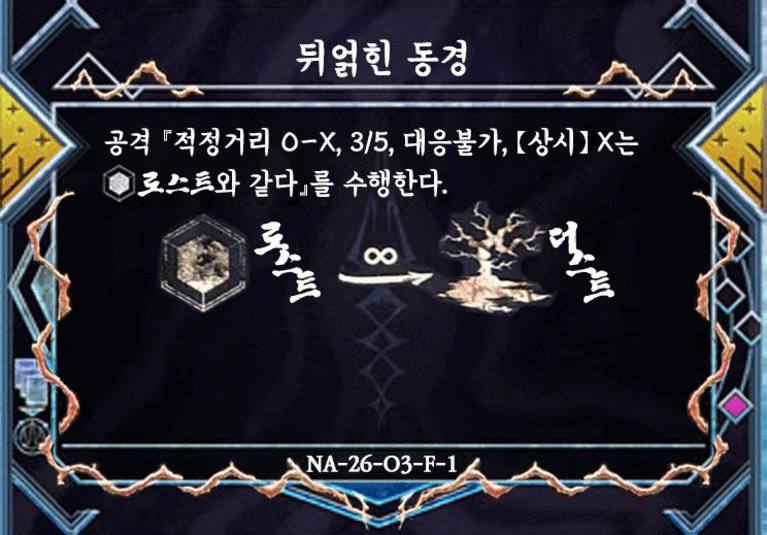 뒤얽힌 동경
공격 『적정거리 0-X, 3/5, 대응불가, 【상시】 X는
로스트와 같다』를 수행한다.
로스트 ∞ 더스트
NA-26-O3-F-1